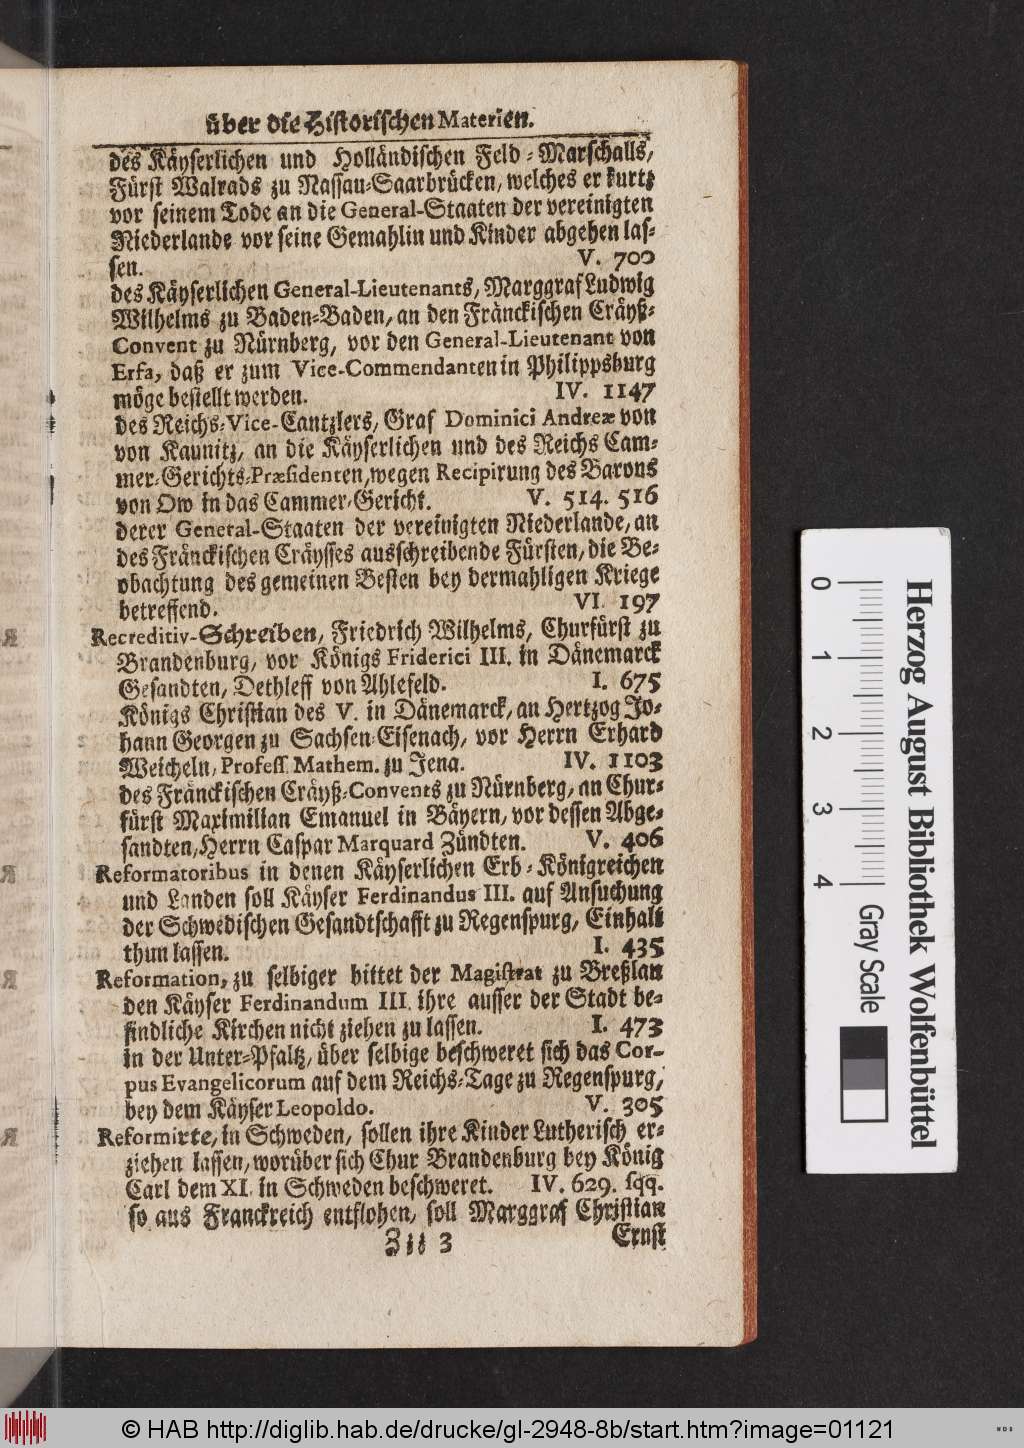 über die Historischen Materien.
des Käyserlichen und Holländischen Feld-Marschalls,
Fürst Walrads zu Nassau-Saarbrücken, welches er kurtz
vor seinem Tode an die General-Staaten der vereinigten
Niederlande vor seine Gemahlin und Kinder abgehen las-
sen. V. 700
des Käyserlichen General-Lieutenants, Marggraf Ludwig
Wilhelms zu Baden-Baden, an den Fränckischen Cräyß-
Convent zu Nürnberg, vor den General-Lieutenant von
Erfa, daß er zum Vice-Commendanten in Philippsburg
möge bestellt werden. IV. 1147
des Reichs-Vice-Cantzlers, Graf Dominici Andreæ von
von Kaunitz, an die Käyserlichen und des Reichs Cam-
mer-Gerichts-Præsidenten, wegen Recipirung des Barons
von Ow in das Cammer-Gericht. V. 514. 516
derer General-Staaten der vereinigten Niederlande, an
des Fränckischen Cräysses ausschreibende Fürsten, die Be-
obachtung des gemeinen Besten bey dermahligen Kriege
betreffend. VI. 197
Recreditiv-Schreiben, Friedrich Wilhelms, Churfürst zu
Brandenburg, vor Königs Friderici III. in Dänemarck
Gesandten, Dethleff von Ahlefeld. I. 675
Königs Christian des V. in Dänemarck, an Hertzog Jo-
hann Georgen zu Sachsen-Eisenach, vor Herrn Erhard
Weicheln, Profess. Mathem. zu Jena. IV. 1103
des Fränckischen Cräyß-Convents zu Nürnberg, an Chur-
fürst Maximilian Emanuel in Bäyern, vor dessen Abge-
sandten, Herrn Caspar Marquard Zündten. V. 406
Reformatoribus in denen Käyserlichen Erb-Königreichen
und Landen soll Käyser Ferdinandus III. auf Ansuchung
der Schwedischen Gesandtschafft zu Regenspurg, Einhalt
thun lassen. I. 435
Reformation, zu selbiger bittet der Magistrat zu Breßlau
den Käyser Ferdinandum III. ihre ausser der Stadt be-
findliche Kirchen nicht ziehen zu lassen. I. 473
in der Unter-Pfaltz, über selbige beschweret sich das Cor-
pus Evangelicorum auf dem Reichs-Tage zu Regenspurg,
bey dem Käyser Leopoldo. V. 305
Reformirte, in Schweden, sollen ihre Kinder Lutherisch er-
ziehen lassen, worüber sich Chur Brandenburg bey König
Carl dem XI. in Schweden beschweret. IV. 629. sqq.
so aus Franckreich entflohen, soll Marggraf Christian
Zii 3 Ernst
0 1 2 3 4
Gray Scale
Herzog August Bibliothek Wolfenbüttel
© HAB http://diglib.hab.de/drucke/gl-2948-8b/start.htm?image=01121